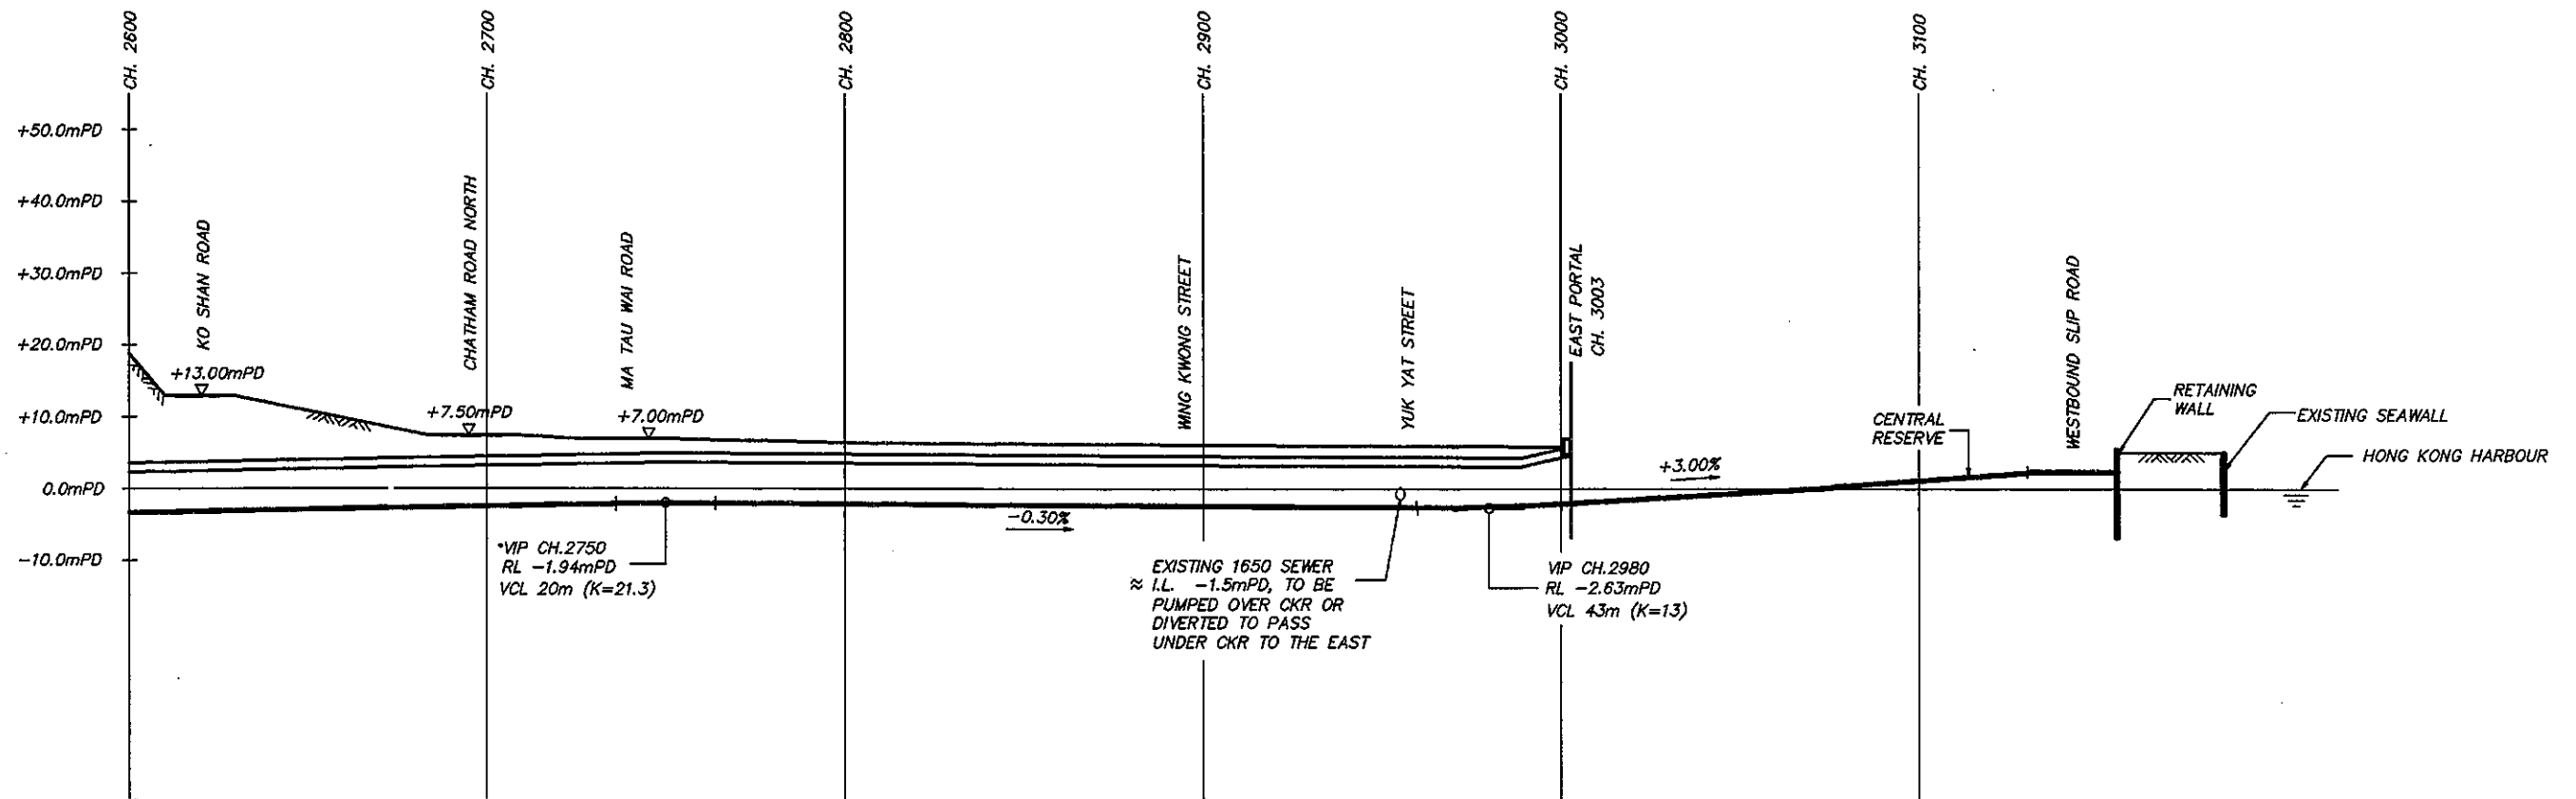 CH. 2600
CH. 2700
CH. 2800
CH. 2900
CH. 3000
CH. 3100
+50.0mPD
+40.0mPD
+30.0mPD
+20.0mPD
+10.0mPD
0.0mPD
-10.0mPD
KO SHAN ROAD
+13.00mPD
CHATHAM ROAD NORTH
+7.50mPD
MA TAU WAI ROAD
+7.00mPD
WING KWONG STREET
YUK YAT STREET
EAST PORTAL
CH. 3003
WESTBOUND SLIP ROAD
RETAINING
WALL
EXISTING SEAWALL
CENTRAL
RESERVE
HONG KONG HARBOUR
+3.00%
-0.30%
VIP CH.2750
RL -1.94mPD
VCL 20m (K=21.3)
EXISTING 1650 SEWER
≈ I.L. -1.5mPD, TO BE
PUMPED OVER CKR OR
DIVERTED TO PASS
UNDER CKR TO THE EAST
VIP CH.2980
RL -2.63mPD
VCL 43m (K=13)